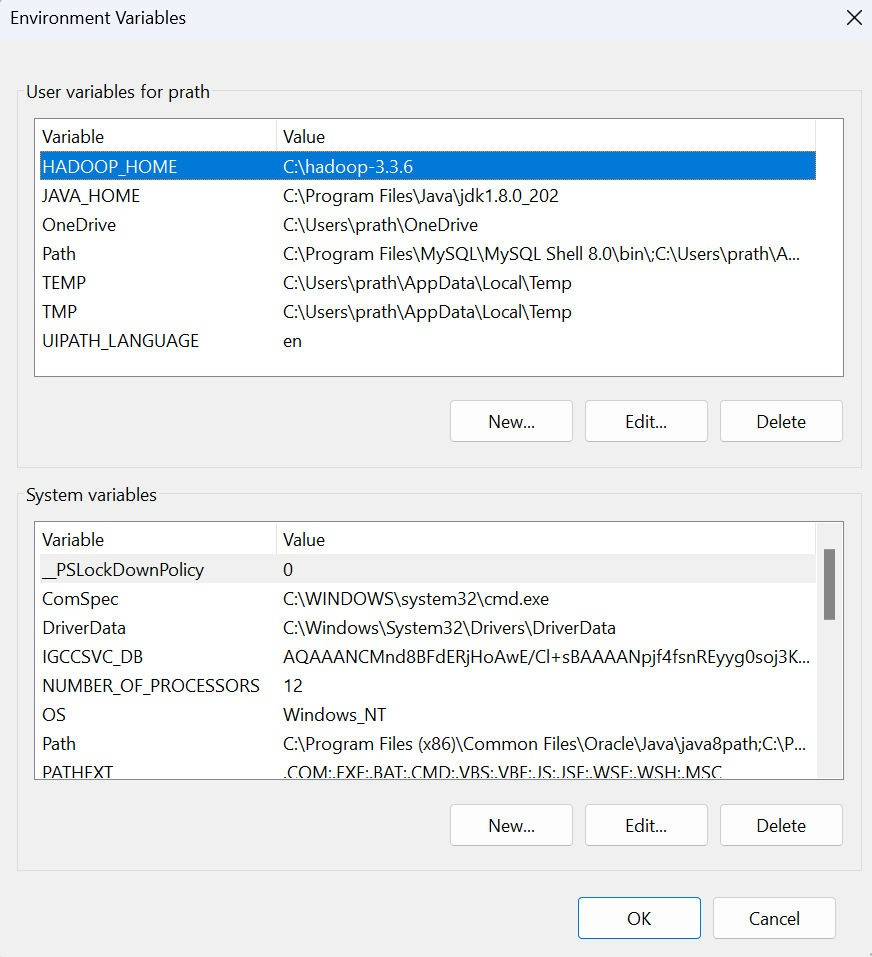 Environment Variables
User variables for prath
Variable Value
HADOOP_HOME C:\hadoop-3.3.6
JAVA_HOME C:\Program Files\Java\jdk1.8.0_202
OneDrive C:\Users\prath\OneDrive
Path C:\Program Files\MySQL\MySQL Shell 8.0\bin\;C:\Users\prath\A...
TEMP C:\Users\prath\AppData\Local\Temp
TMP C:\Users\prath\AppData\Local\Temp
UIPATH_LANGUAGE en
New... Edit... Delete
System variables
Variable Value
__PSLockDownPolicy 0
ComSpec C:\WINDOWS\system32\cmd.exe
DriverData C:\Windows\System32\Drivers\DriverData
IGCCSVC_DB AQAAANCMnd8BFdERjHoAwE/Cl+sBAAAANpjf4fsnREyyg0soj3K...
NUMBER_OF_PROCESSORS 12
OS Windows_NT
Path C:\Program Files (x86)\Common Files\Oracle\Java\java8path;C:\P...
PATHEXT .COM;.EXE;.BAT;.CMD;.VBS;.VBE;.JS;.JSE;.WSF;.WSH;.MSC
New... Edit... Delete
OK Cancel